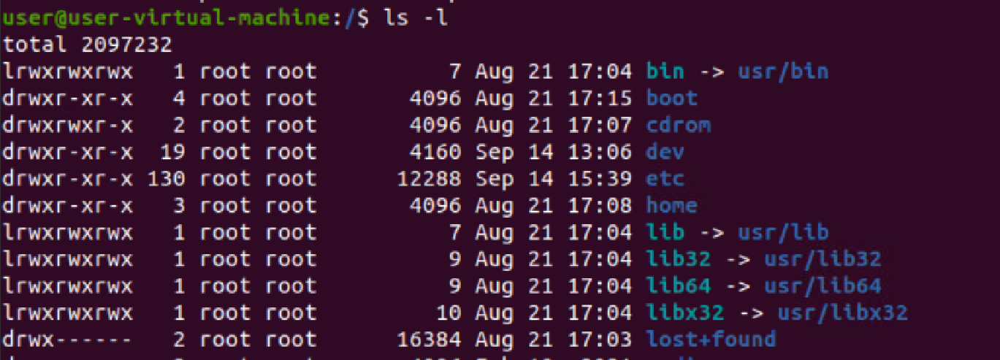 user@user-virtual-machine:/$ ls -l
total 2097232
lrwxrwxrwx   1 root root          7 Aug 21 17:04 bin -> usr/bin
drwxr-xr-x   4 root root       4096 Aug 21 17:15 boot
drwxrwxr-x   2 root root       4096 Aug 21 17:07 cdrom
drwxr-xr-x  19 root root       4160 Sep 14 13:06 dev
drwxr-xr-x 130 root root      12288 Sep 14 15:39 etc
drwxr-xr-x   3 root root       4096 Aug 21 17:08 home
lrwxrwxrwx   1 root root          7 Aug 21 17:04 lib -> usr/lib
lrwxrwxrwx   1 root root          9 Aug 21 17:04 lib32 -> usr/lib32
lrwxrwxrwx   1 root root          9 Aug 21 17:04 lib64 -> usr/lib64
lrwxrwxrwx   1 root root         10 Aug 21 17:04 libx32 -> usr/libx32
drwx------   2 root root      16384 Aug 21 17:03 lost+found